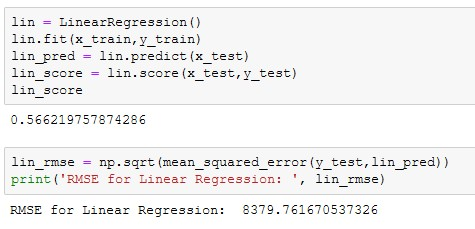 lin = LinearRegression()
lin.fit(x_train,y_train)
lin_pred = lin.predict(x_test)
lin_score = lin.score(x_test,y_test)
lin_score
0.566219757874286
lin_rmse = np.sqrt(mean_squared_error(y_test,lin_pred))
print('RMSE for Linear Regression: ', lin_rmse)
RMSE for Linear Regression:  8379.761670537326